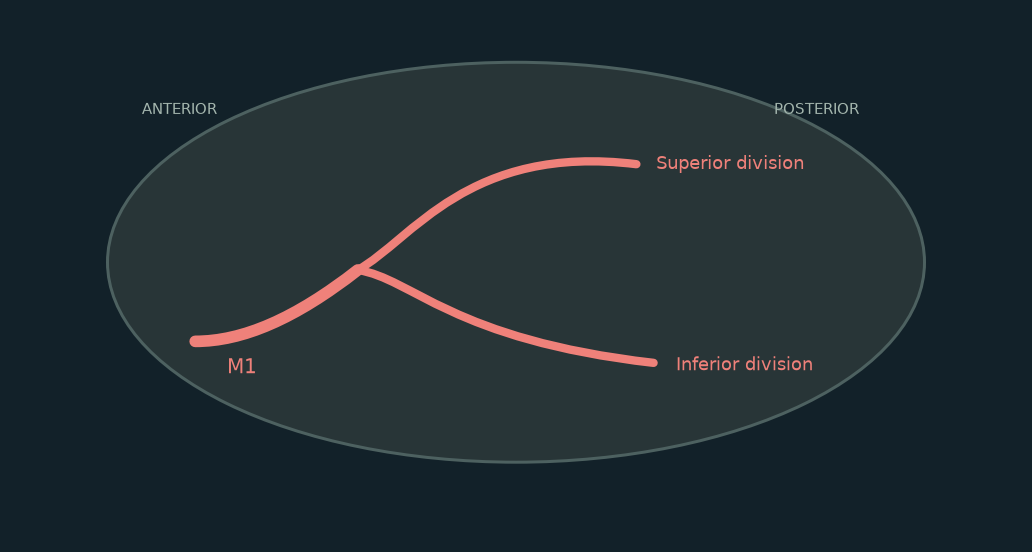 ANTERIOR
POSTERIOR
Superior division
M1
Inferior division